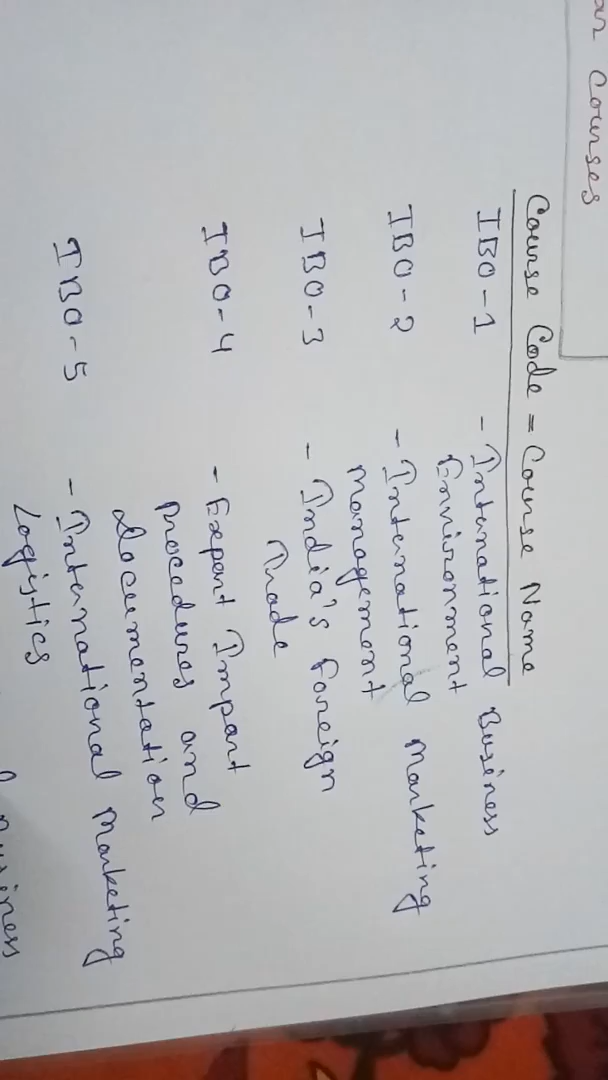 Courses
Course Code = Course Name
IBO-1 - International Business
Environment
IBO-2 - International Marketing
Management
IBO-3 - India's Foreign
Trade
IBO-4 - Export Import
Procedures and
Documentation
IBO-5 - International Marketing
Logistics